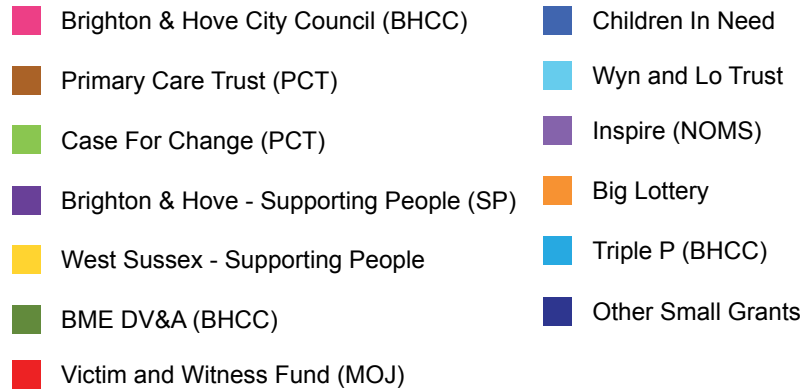 Brighton & Hove City Council (BHCC)
Primary Care Trust (PCT)
Case For Change (PCT)
Brighton & Hove - Supporting People (SP)
West Sussex - Supporting People
BME DV&A (BHCC)
Victim and Witness Fund (MOJ)
Children In Need
Wyn and Lo Trust
Inspire (NOMS)
Big Lottery
Triple P (BHCC)
Other Small Grants